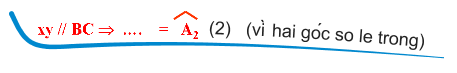 xy // BC ⇒ .... = Â₂ (2) (vì hai góc so le trong)